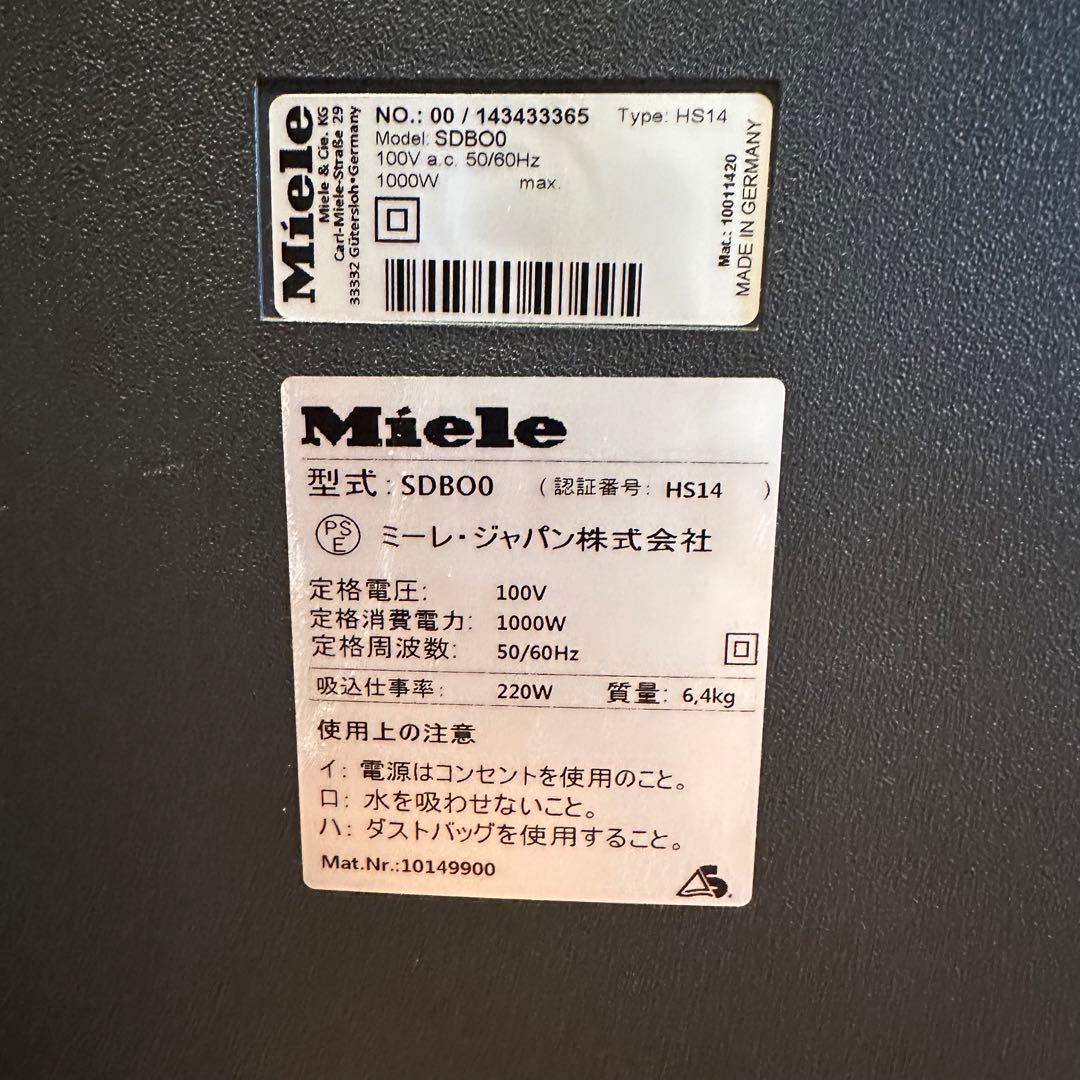 Miele
Miele & Cie. KG
Carl-Miele-Straße 29
33332 Gütersloh•Germany
NO.: 00 / 143433365 Type: HS14
Model: SDBO0
100V a.c. 50/60Hz
1000W max.
Mat.: 10011420
MADE IN GERMANY
Miele
型式: SDBO0 (認証番号: HS14 )
PSE ミーレ・ジャパン株式会社
定格電圧: 100V
定格消費電力: 1000W
定格周波数: 50/60Hz
吸込仕事率: 220W 質量: 6,4kg
使用上の注意
イ: 電源はコンセントを使用のこと。
ロ: 水を吸わせないこと。
ハ: ダストバッグを使用すること。
Mat.Nr.:10149900